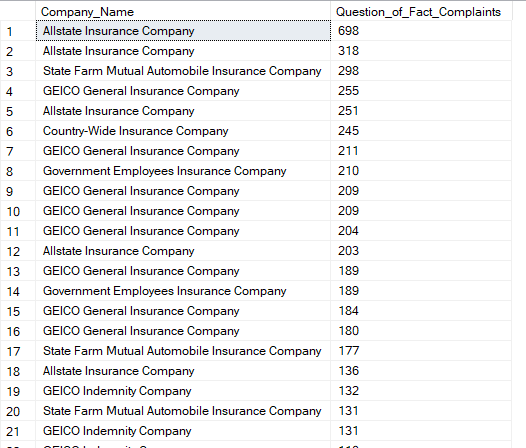 Company_Name Question_of_Fact_Complaints
1 Allstate Insurance Company 698
2 Allstate Insurance Company 318
3 State Farm Mutual Automobile Insurance Company 298
4 GEICO General Insurance Company 255
5 Allstate Insurance Company 251
6 Country-Wide Insurance Company 245
7 GEICO General Insurance Company 211
8 Government Employees Insurance Company 210
9 GEICO General Insurance Company 209
10 GEICO General Insurance Company 209
11 GEICO General Insurance Company 204
12 Allstate Insurance Company 203
13 GEICO General Insurance Company 189
14 Government Employees Insurance Company 189
15 GEICO General Insurance Company 184
16 GEICO General Insurance Company 180
17 State Farm Mutual Automobile Insurance Company 177
18 Allstate Insurance Company 136
19 GEICO Indemnity Company 132
20 State Farm Mutual Automobile Insurance Company 131
21 GEICO Indemnity Company 131